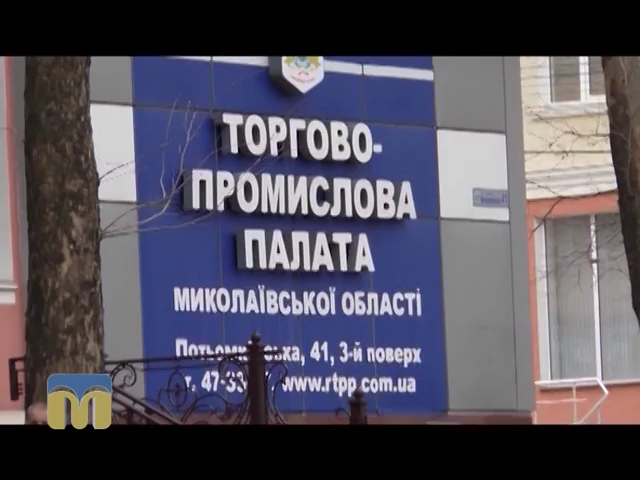 ТОРГОВО-
ПРОМИСЛОВА
ПАЛАТА
МИКОЛАЇВСЬКОЇ ОБЛАСТІ
41, 3-й поверх
т. www.rtpp.com.ua
М